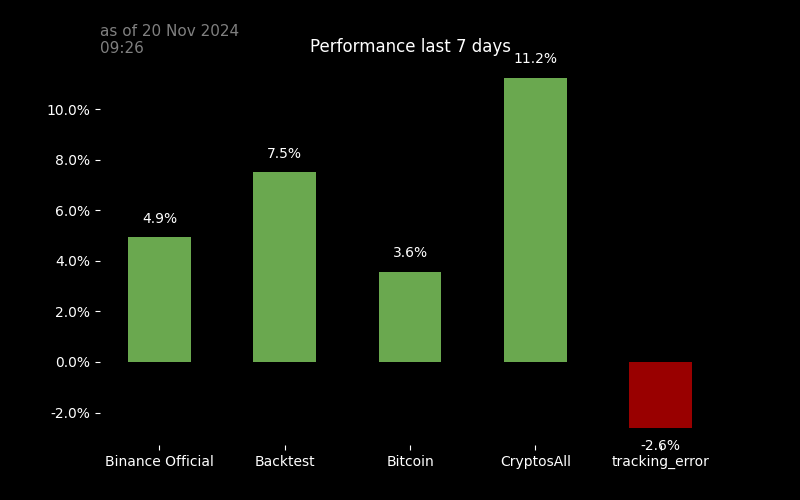 as of 20 Nov 2024
09:26
Performance last 7 days
11.2%
10.0%
8.0%
7.5%
6.0%
4.9%
4.0%
3.6%
2.0%
0.0%
-2.0%
-2.6%
Binance Official
Backtest
Bitcoin
CryptosAll
tracking_error